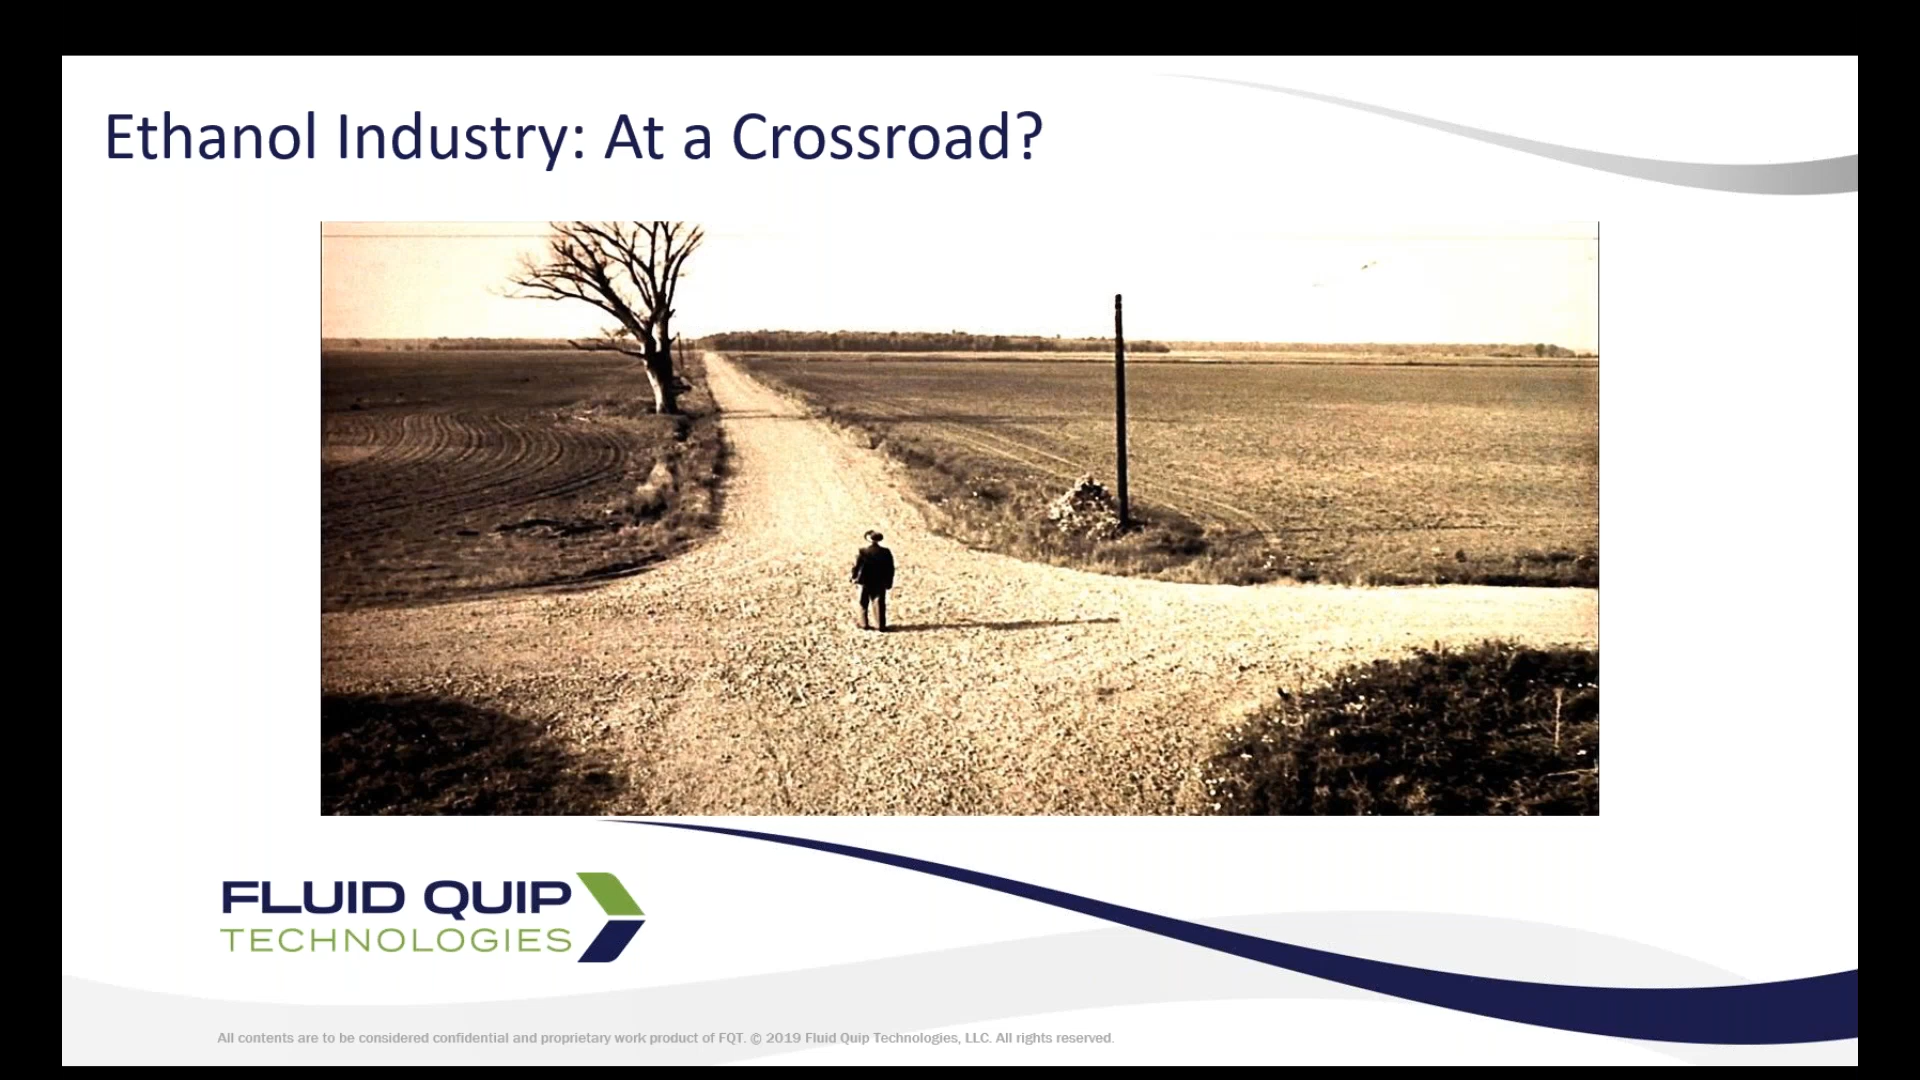 Ethanol Industry: At a Crossroad?
FLUID QUIP
TECHNOLOGIES
All contents are to be considered confidential and proprietary work product of FQT. © 2019 Fluid Quip Technologies, LLC. All rights reserved.